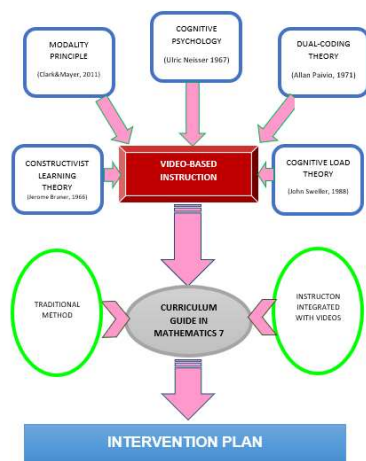 MODALITY
PRINCIPLE
(Clark&Mayer, 2011)
COGNITIVE
PSYCHOLOGY
(Ulric Neisser 1967)
DUAL-CODING
THEORY
(Allan Paivio, 1971)
CONSTRUCTIVIST
LEARNING
THEORY
(Jerome Bruner, 1966)
VIDEO-BASED
INSTRUCTION
COGNITIVE LOAD
THEORY
(John Sweller, 1988)
TRADITIONAL
METHOD
CURRICULUM
GUIDE IN
MATHEMATICS 7
INSTRUCTON
INTEGRATED
WITH VIDEOS
INTERVENTION PLAN